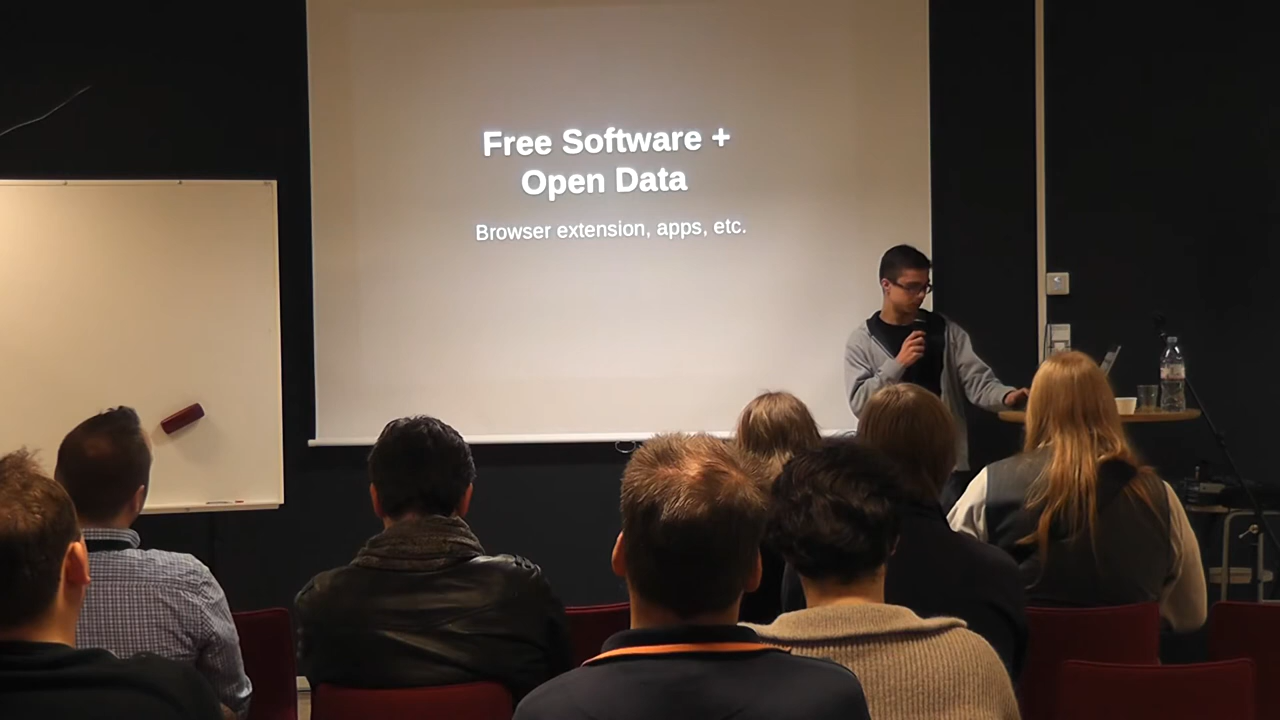 Free Software +
Open Data
Browser extension, apps, etc.